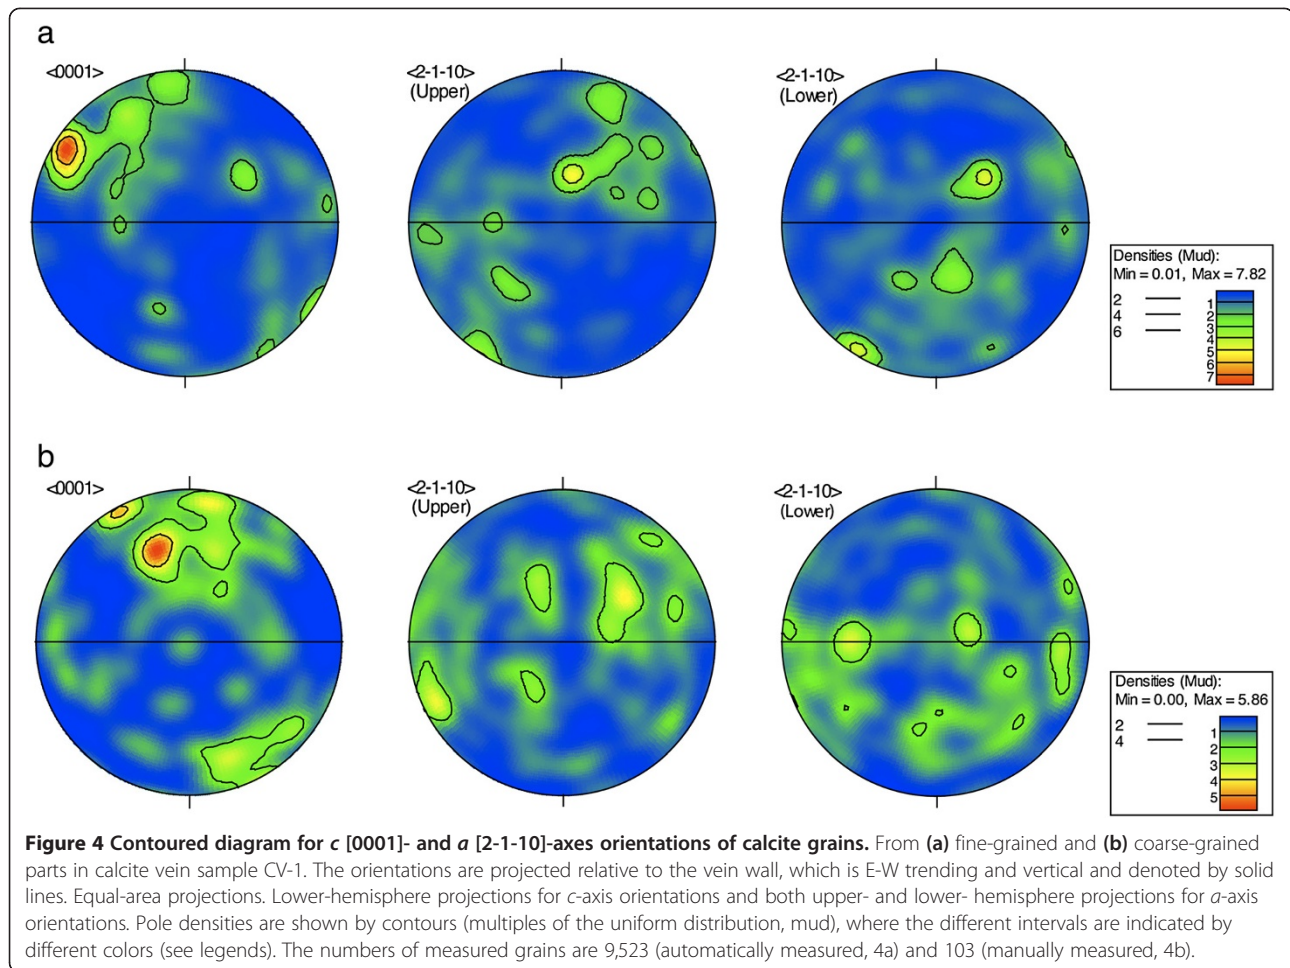 a
<0001>
<2-1-10>
(Upper)
<2-1-10>
(Lower)
Densities (Mud):
Min = 0.01, Max = 7.82
2
4
6
1
2
3
4
5
6
7
b
<0001>
<2-1-10>
(Upper)
<2-1-10>
(Lower)
Densities (Mud):
Min = 0.00, Max = 5.86
2
4
1
2
3
4
5
Figure 4 Contoured diagram for c [0001]- and a [2-1-10]-axes orientations of calcite grains. From (a) fine-grained and (b) coarse-grained
parts in calcite vein sample CV-1. The orientations are projected relative to the vein wall, which is E-W trending and vertical and denoted by solid
lines. Equal-area projections. Lower-hemisphere projections for c-axis orientations and both upper- and lower- hemisphere projections for a-axis
orientations. Pole densities are shown by contours (multiples of the uniform distribution, mud), where the different intervals are indicated by
different colors (see legends). The numbers of measured grains are 9,523 (automatically measured, 4a) and 103 (manually measured, 4b).